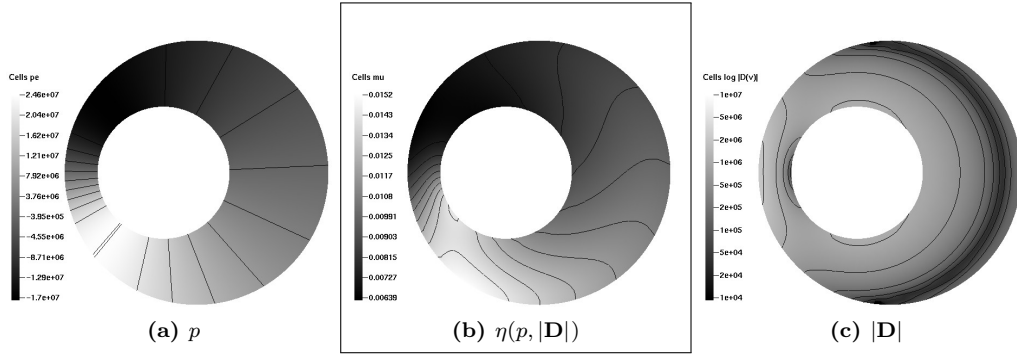 Cells pe
2.46e+07
2.04e+07
1.62e+07
1.21e+07
7.92e+06
3.76e+06
-3.95e+05
-4.55e+06
-8.71e+06
-1.29e+07
-1.7e+07
(a) p
Cells mu
0.0152
0.0143
0.0134
0.0125
0.0117
0.0108
0.00991
0.00903
0.00815
0.00727
0.00639
(b) η(p, |D|)
Cells log |D(v)|
1e+07
5e+06
2e+06
1e+06
5e+05
2e+05
1e+05
5e+04
2e+04
1e+04
(c) |D|